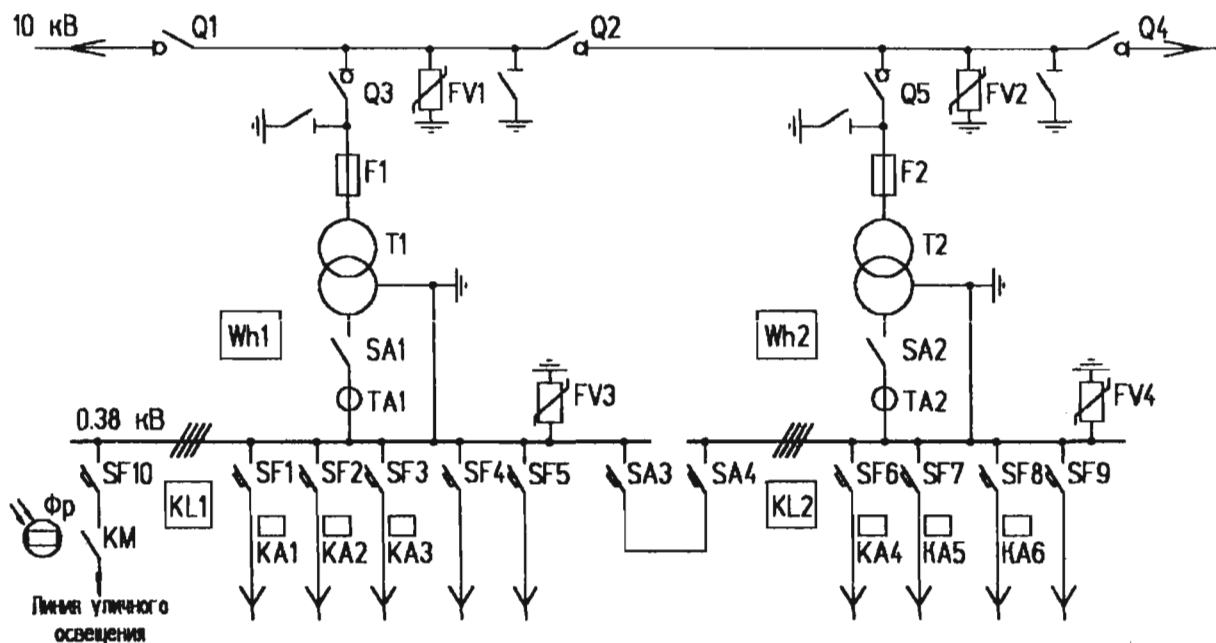 10 кВ
Q1
Q2
Q4
Q3
FV1
Q5
FV2
F1
F2
T1
T2
Wh1
SA1
Wh2
SA2
TA1
FV3
TA2
FV4
0.38 кВ
SF10
SF1
SF2
SF3
SF4
SF5
SA3
SA4
SF6
SF7
SF8
SF9
KL1
KL2
Фр
KM
KA1
KA2
KA3
KA4
KA5
KA6
Линия уличного
освещения